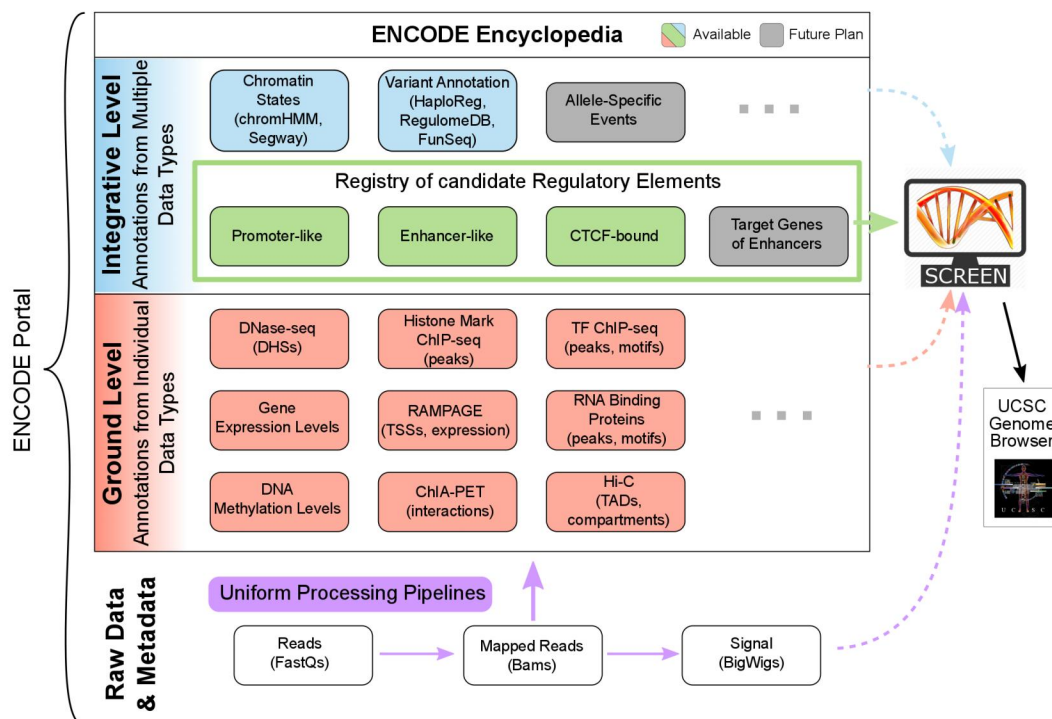 ENCODE Encyclopedia
Available
Future Plan
ENCODE Portal
Integrative Level
Annotations from Multiple
Data Types
Chromatin
States
(chromHMM,
Segway)
Variant Annotation
(HaploReg,
RegulomeDB,
FunSeq)
Allele-Specific
Events
Registry of candidate Regulatory Elements
Promoter-like
Enhancer-like
CTCF-bound
Target Genes
of Enhancers
SCREEN
Ground Level
Annotations from Individual
Data Types
DNase-seq
(DHSs)
Histone Mark
ChIP-seq
(peaks)
TF ChIP-seq
(peaks, motifs)
Gene
Expression Levels
RAMPAGE
(TSSs, expression)
RNA Binding
Proteins
(peaks, motifs)
DNA
Methylation Levels
ChIA-PET
(interactions)
Hi-C
(TADs,
compartments)
UCSC
Genome
Browser
U C S C
Raw Data
& Metadata
Uniform Processing Pipelines
Reads
(FastQs)
Mapped Reads
(Bams)
Signal
(BigWigs)